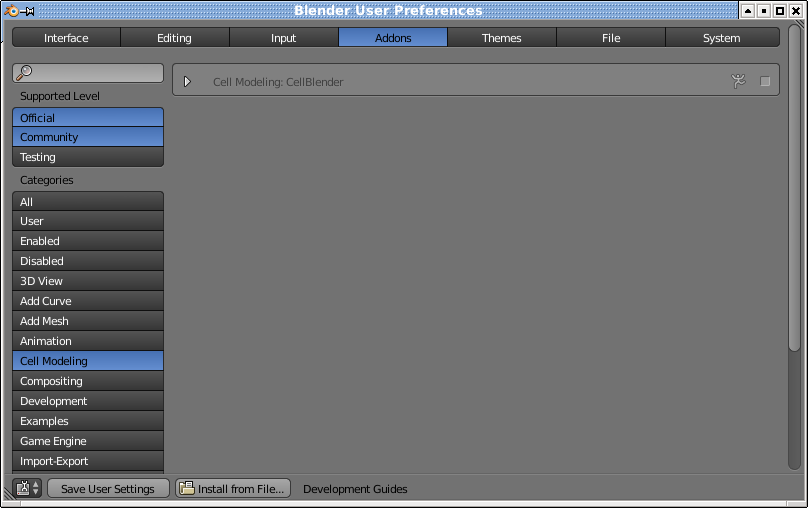 Blender User Preferences
Interface Editing Input Addons Themes File System
Supported Level
Official
Community
Testing
Categories
All
User
Enabled
Disabled
3D View
Add Curve
Add Mesh
Animation
Cell Modeling
Compositing
Development
Examples
Game Engine
Import-Export
Cell Modeling: CellBlender
Save User Settings Install from File... Development Guides